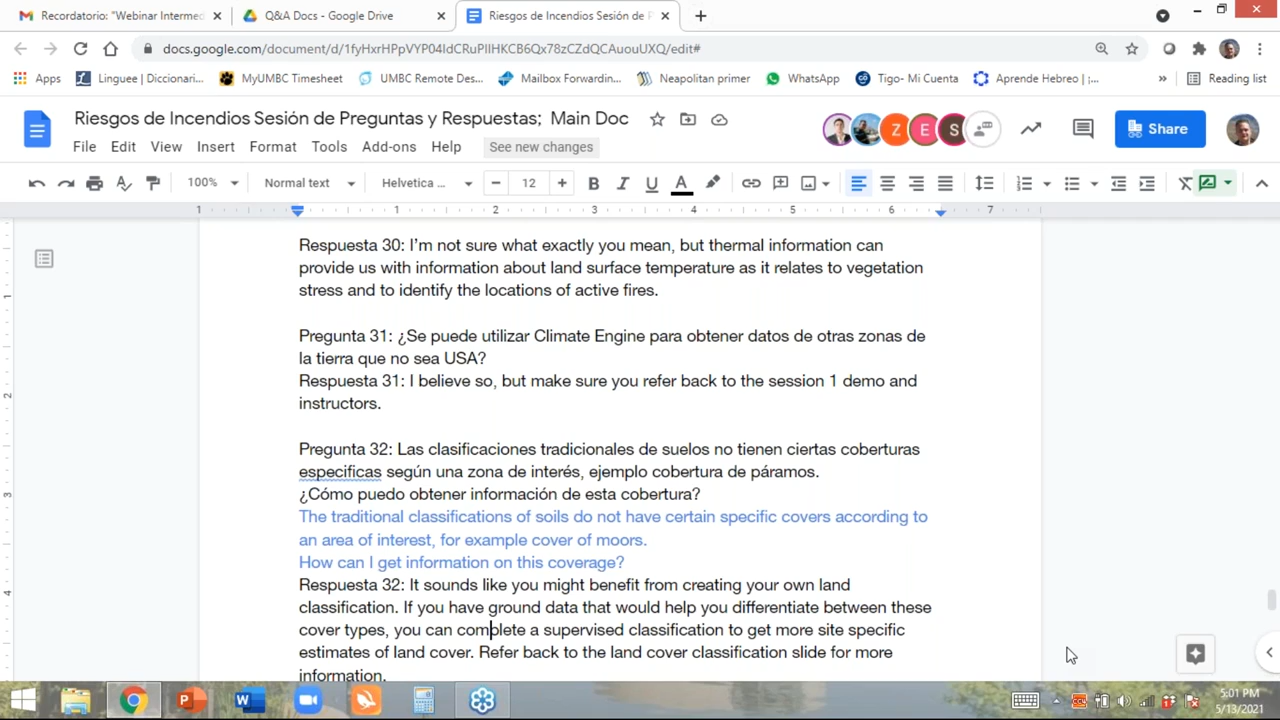 Recordatorio: "Webinar Intermed
Q&A Docs - Google Drive
Riesgos de Incendios Sesión de P
docs.google.com/document/d/1fyHxrHPpVYP04IdCRuPIIHKCB6Qx78zCZdQCAuouUXQ/edit#
Apps
Linguee | Diccionari...
MyUMBC Timesheet
UMBC Remote Des...
Mailbox Forwardin...
Neapolitan primer
WhatsApp
Tigo- Mi Cuenta
Aprende Hebreo | ¡...
»
Reading list
Riesgos de Incendios Sesión de Preguntas y Respuestas; Main Doc
Z
E
S
Share
File Edit View Insert Format Tools Add-ons Help See new changes
100% Normal text Helvetica ... 12
1 1 2 3 4 5 6 7
Respuesta 30: I'm not sure what exactly you mean, but thermal information can
provide us with information about land surface temperature as it relates to vegetation
stress and to identify the locations of active fires.
Pregunta 31: ¿Se puede utilizar Climate Engine para obtener datos de otras zonas de
la tierra que no sea USA?
Respuesta 31: I believe so, but make sure you refer back to the session 1 demo and
instructors.
Pregunta 32: Las clasificaciones tradicionales de suelos no tienen ciertas coberturas
especificas según una zona de interés, ejemplo cobertura de páramos.
¿Cómo puedo obtener información de esta cobertura?
The traditional classifications of soils do not have certain specific covers according to
an area of interest, for example cover of moors.
How can I get information on this coverage?
Respuesta 32: It sounds like you might benefit from creating your own land
classification. If you have ground data that would help you differentiate between these
cover types, you can complete a supervised classification to get more site specific
estimates of land cover. Refer back to the land cover classification slide for more
information.
1
2
3
4
5:01 PM
5/13/2021